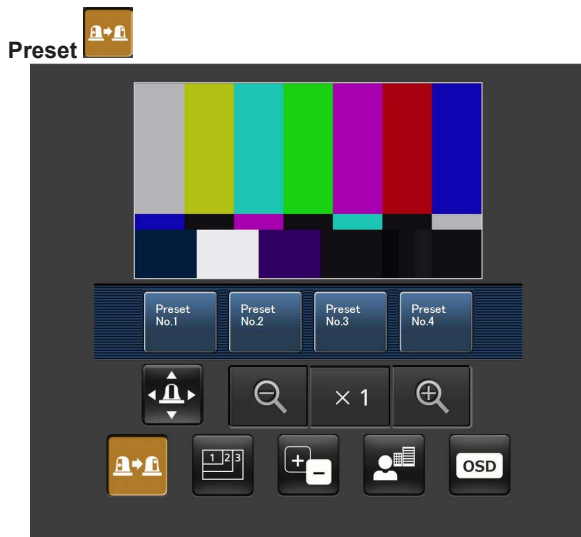 Preset
Preset
No.1
Preset
No.2
Preset
No.3
Preset
No.4
× 1
1 2 3
+
−
OSD